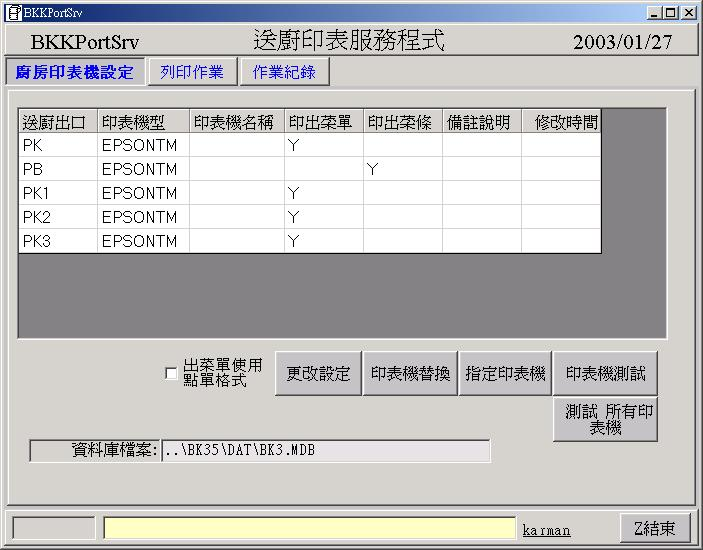 BKKPortSrv
BKKPortSrv 送廚印表服務程式 2003/01/27
廚房印表機設定 列印作業 作業紀錄
送廚出口 印表機型 印表機名稱 印出菜單 印出菜條 備註說明 修改時間
PK EPSONTM Y
PB EPSONTM Y
PK1 EPSONTM Y
PK2 EPSONTM Y
PK3 EPSONTM Y
出菜單使用
點單格式
更改設定 印表機替換 指定印表機 印表機測試
測試 所有印
表機
資料庫檔案: ..\BK35\DAT\BK3.MDB
karman Z結束